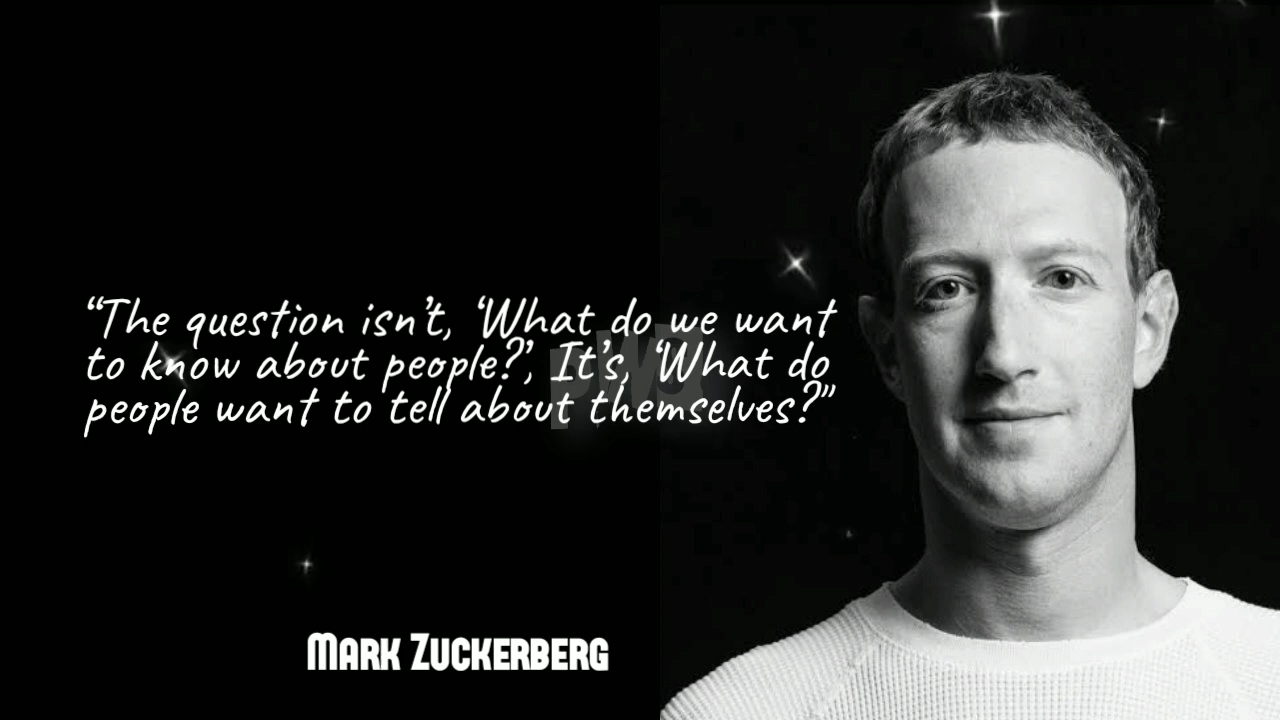 “The question isn’t, ‘What do we want
to know about people?’, It’s, ‘What do
people want to tell about themselves?”
Mark Zuckerberg